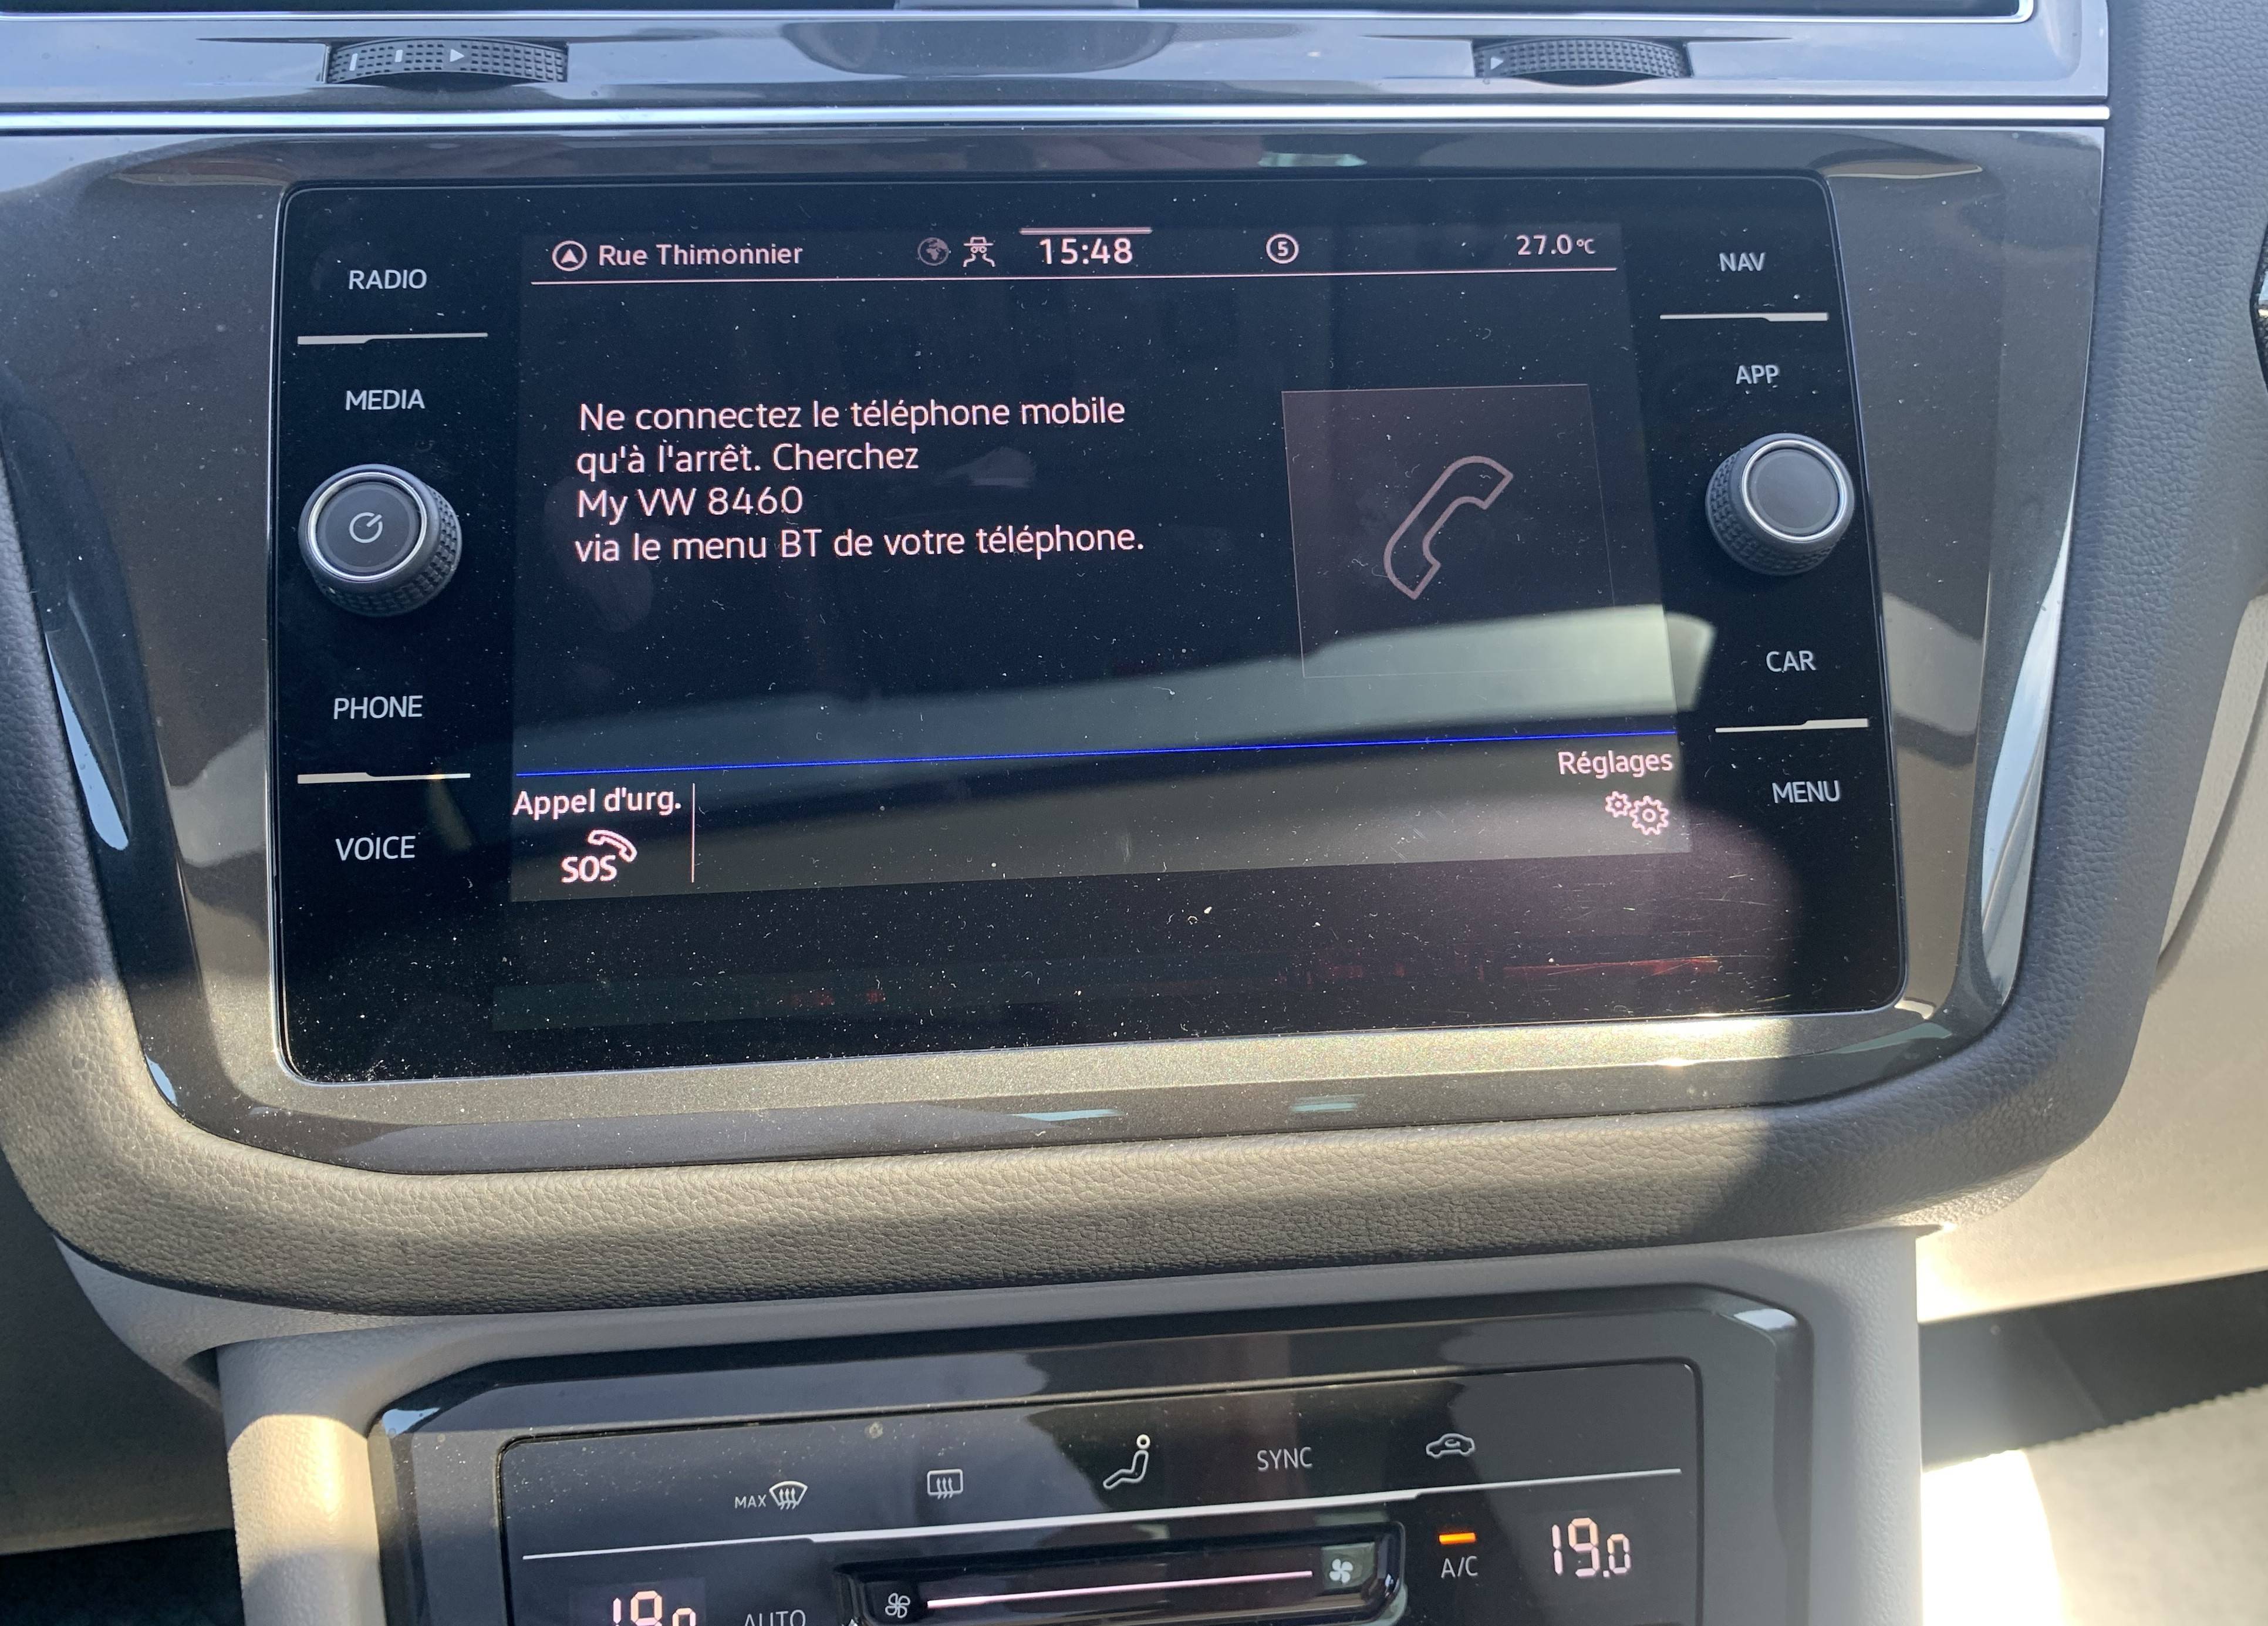 RADIO
MEDIA
PHONE
VOICE
Rue Thimonnier
15:48
5
27.0°C
Ne connectez le téléphone mobile
qu'à l'arrêt. Cherchez
My VW 8460
via le menu BT de votre téléphone.
Réglages
Appel d'urg.
SOS
NAV
APP
CAR
MENU
MAX
SYNC
A/C
19.0
AUTO